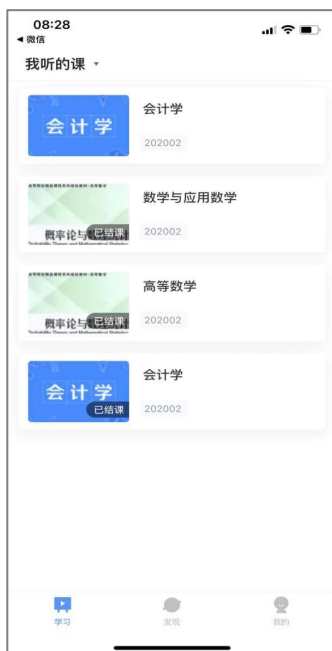 08:28
◀ 微信
我听的课
会计学
会计学
202002
数学与应用数学
概率论与
已结课
202002
高等数学
概率论与
已结课
202002
会计学
会计学
已结课
202002
学习
发现
我的